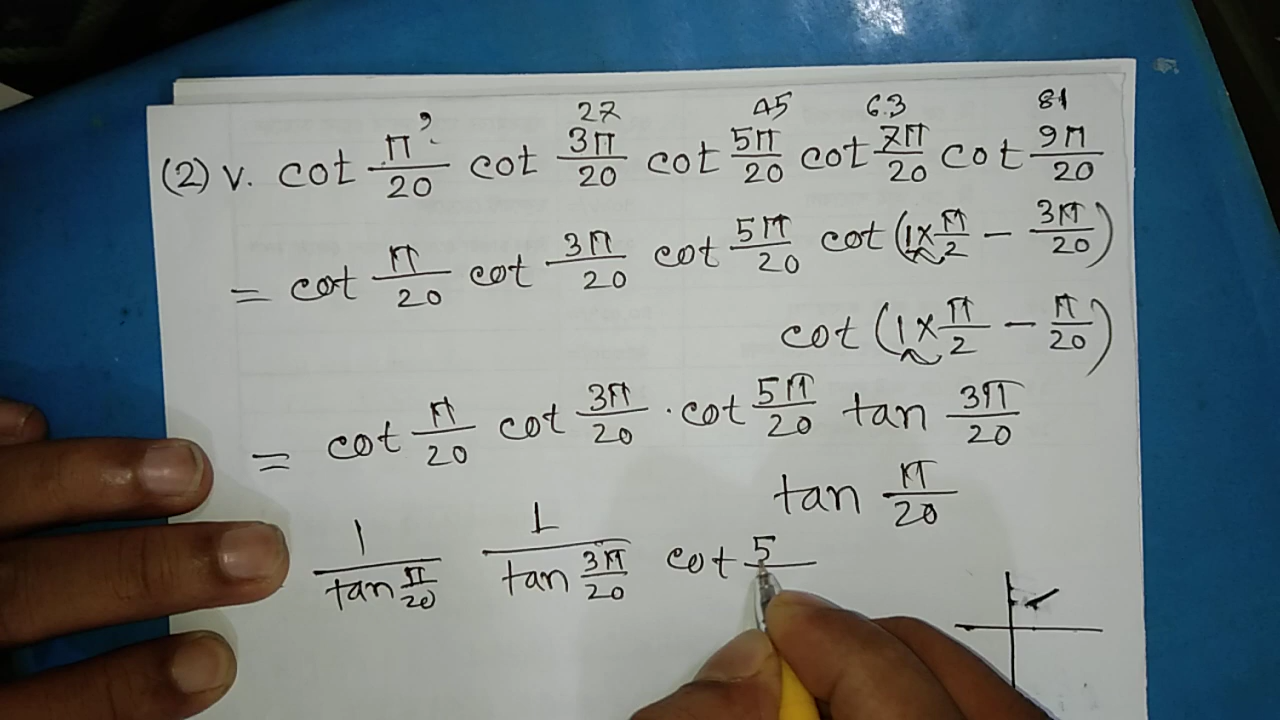 9 27 45 63 81
(2) v. cot π/20 cot 3π/20 cot 5π/20 cot 7π/20 cot 9π/20
= cot π/20 cot 3π/20 cot 5π/20 cot (1×π/2 − 3π/20)
cot (1×π/2 − π/20)
= cot π/20 cot 3π/20 · cot 5π/20 tan 3π/20
tan π/20
1/tan π/20 1/tan 3π/20 cot 5